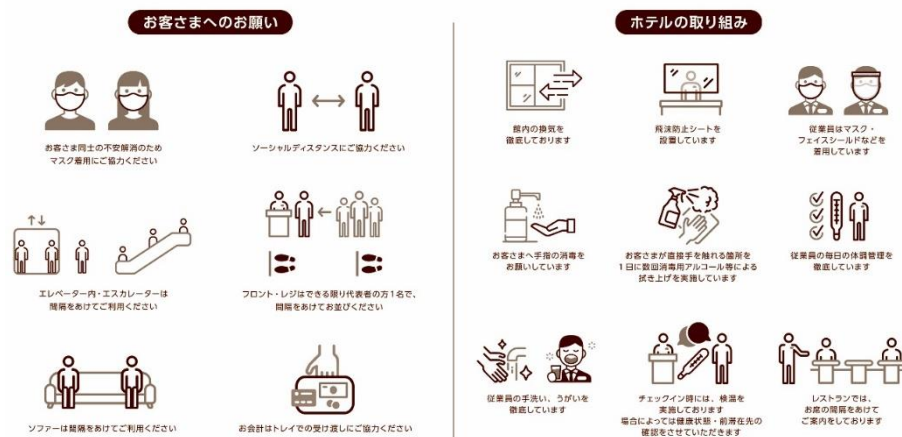 お客さまへのお願い
お客さま同士の不安解消のため
マスク着用にご協力ください
ソーシャルディスタンスにご協力ください
エレベーター内・エスカレーターは
間隔をあけてご利用ください
フロント・レジはできる限り代表者の方1名で、
間隔をあけてお並びください
ソファーは間隔をあけてご利用ください
お会計はトレイでの受け渡しにご協力ください
ホテルの取り組み
館内の換気を
徹底しております
飛沫防止シートを
設置しています
従業員はマスク・
フェイスシールドなどを
着用しています
お客さまへ手指の消毒を
お願いしています
お客さまが直接手を触れる箇所を
1日に数回消毒用アルコール等による
拭き上げを実施しています
従業員の毎日の体調管理を
徹底しています
従業員の手洗い、うがいを
徹底しています
チェックイン時には、検温を
実施しております
場合によっては健康状態・前滞在先の
確認をさせていただきます
レストランでは、
お席の間隔をあけて
ご案内をしております